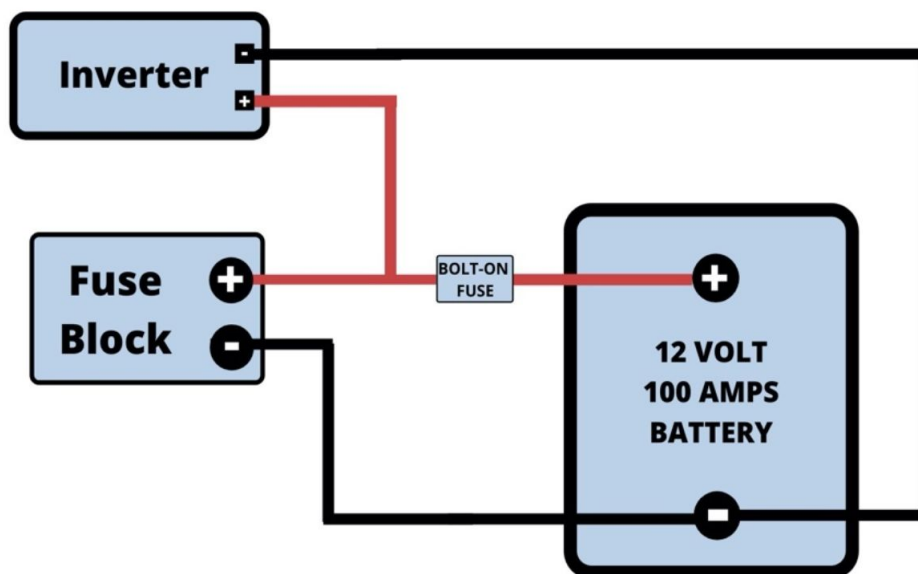 Inverter
-
+
Fuse
Block
+
-
BOLT-ON
FUSE
+
12 VOLT
100 AMPS
BATTERY
-